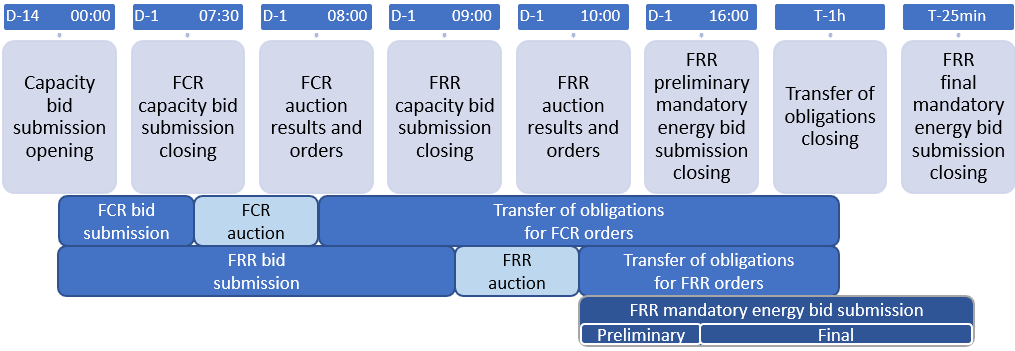 D-14 00:00 D-1 07:30 D-1 08:00 D-1 09:00 D-1 10:00 D-1 16:00 T-1h T-25min
Capacity
bid
submission
opening
FCR
capacity bid
submission
closing
FCR
auction
results and
orders
FRR
capacity bid
submission
closing
FRR
auction
results and
orders
FRR
preliminary
mandatory
energy bid
submission
closing
Transfer of
obligations
closing
FRR
final
mandatory
energy bid
submission
closing
FCR bid
submission
FCR
auction
Transfer of obligations
for FCR orders
FRR bid
submission
FRR
auction
Transfer of obligations
for FRR orders
FRR mandatory energy bid submission
Preliminary Final